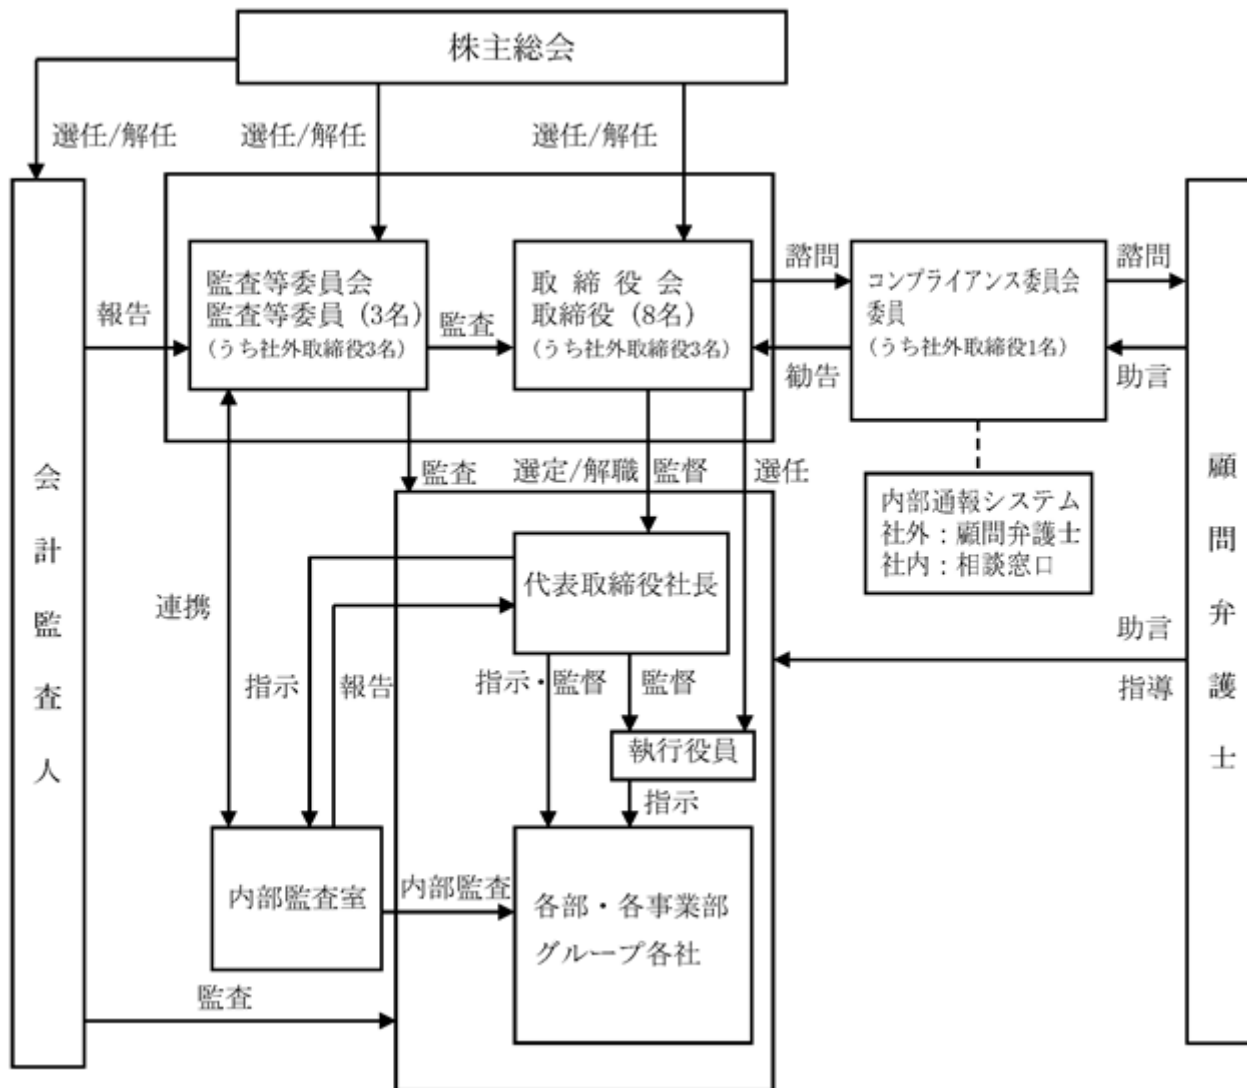 株主総会
選任/解任
選任/解任
選任/解任
監査等委員会
監査等委員（3名）
（うち社外取締役3名）
取締役会
取締役（8名）
（うち社外取締役3名）
コンプライアンス委員会
委員
（うち社外取締役1名）
諮問
諮問
報告
監査
勧告
助言
会計監査人
顧問弁護士
監査
選定/解職
監督
選任
内部通報システム
社外：顧問弁護士
社内：相談窓口
代表取締役社長
連携
指示
報告
指示・監督
監督
助言
指導
執行役員
指示
内部監査室
内部監査
各部・各事業部
グループ各社
監査